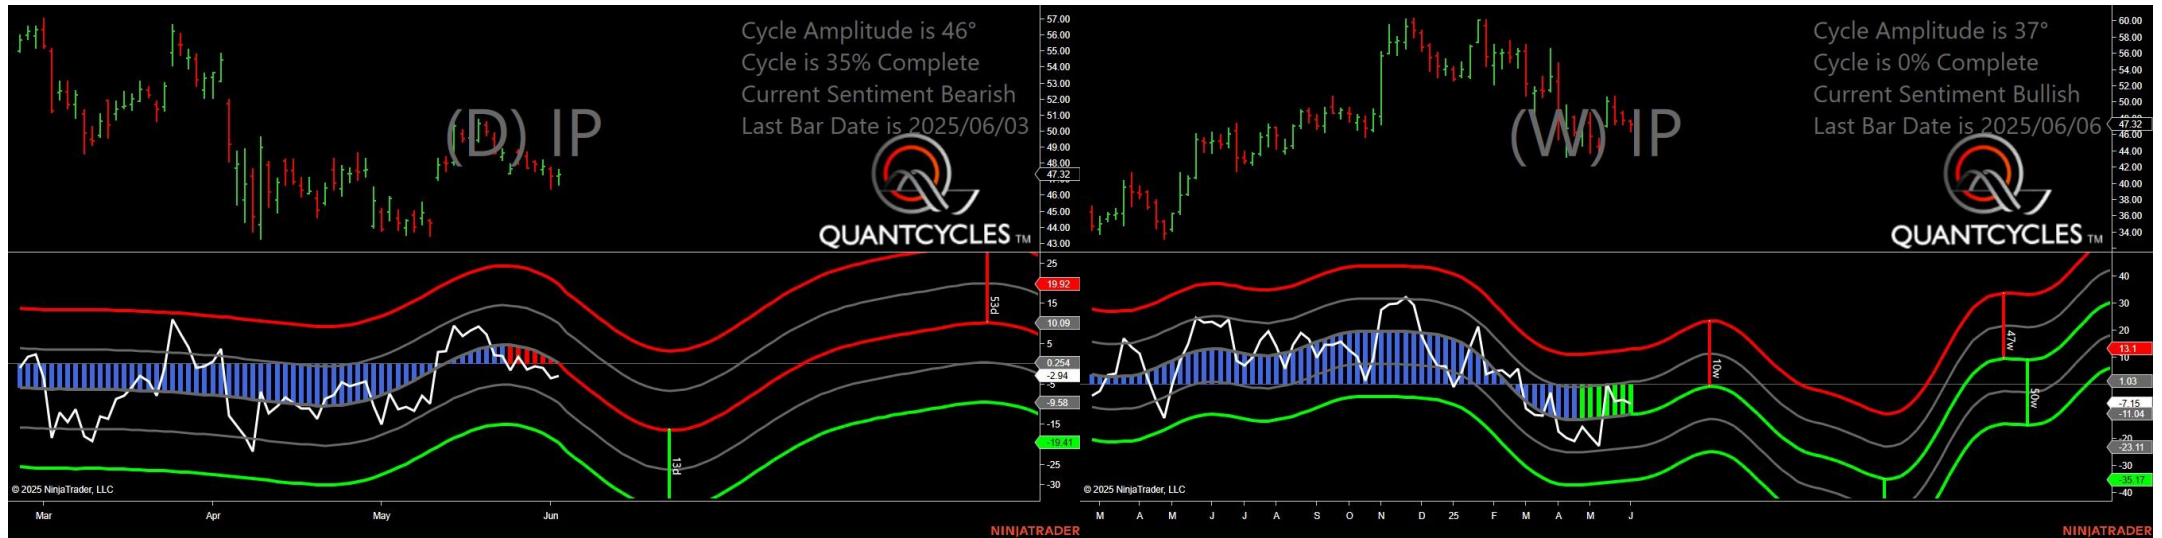 Cycle Amplitude is 46°
Cycle is 35% Complete
Current Sentiment Bearish
Last Bar Date is 2025/06/03
(D) IP
QUANTCYCLES TM
57.00
56.00
55.00
54.00
53.00
52.00
51.00
50.00
49.00
48.00
47.32
46.00
45.00
44.00
43.00
25
19.92
15
10.09
5
0.254
-2.94
-5
-9.58
-15
-19.41
-25
-30
53d
13d
© 2025 NinjaTrader, LLC
Mar Apr May Jun
NINJATRADER
Cycle Amplitude is 37°
Cycle is 0% Complete
Current Sentiment Bullish
Last Bar Date is 2025/06/06
(W) IP
QUANTCYCLES TM
60.00
58.00
56.00
54.00
52.00
50.00
47.32
46.00
44.00
42.00
40.00
38.00
36.00
34.00
40
30
20
13.1
10
1.03
-7.15
-11.04
-20
-23.11
-30
-35.17
-40
10w
47w
50w
© 2025 NinjaTrader, LLC
M A M J J A S O N D 25 F M A M J
NINJATRADER